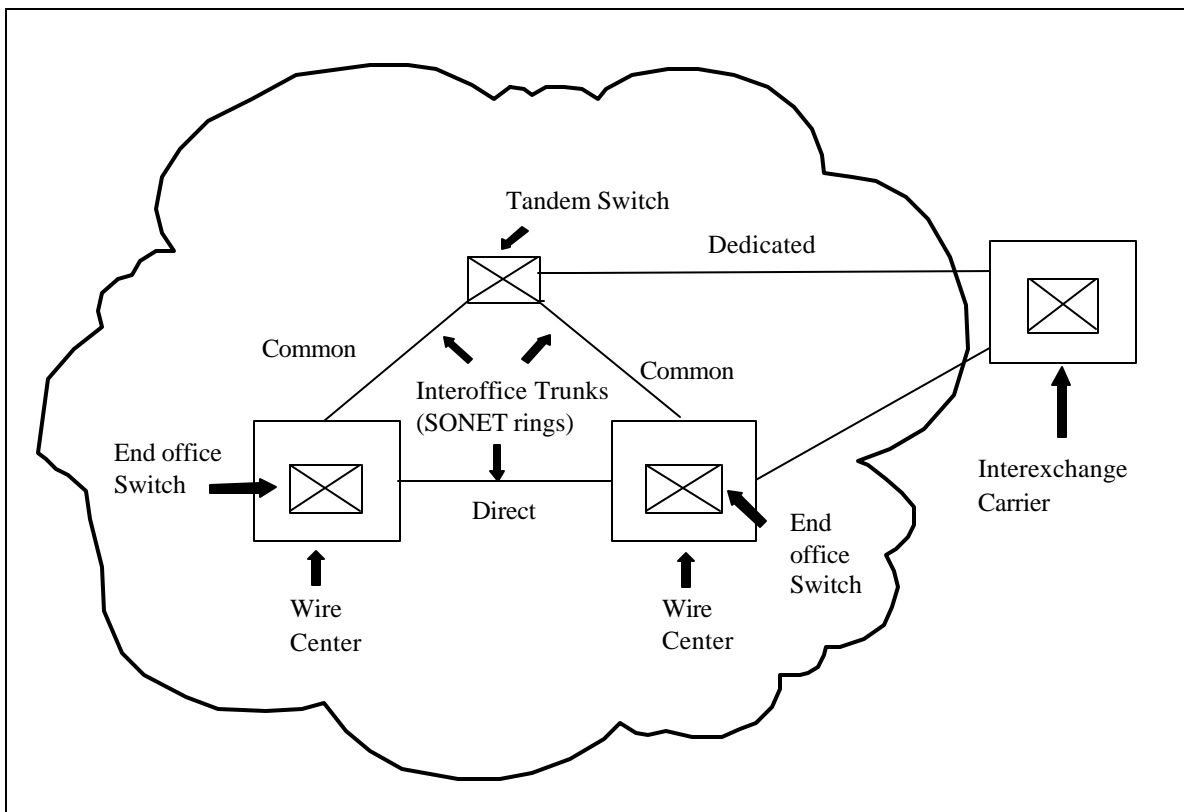 Tandem Switch
Dedicated
Common
Common
Interoffice Trunks
(SONET rings)
End office
Switch
Direct
Interexchange
Carrier
End
office
Switch
Wire
Center
Wire
Center